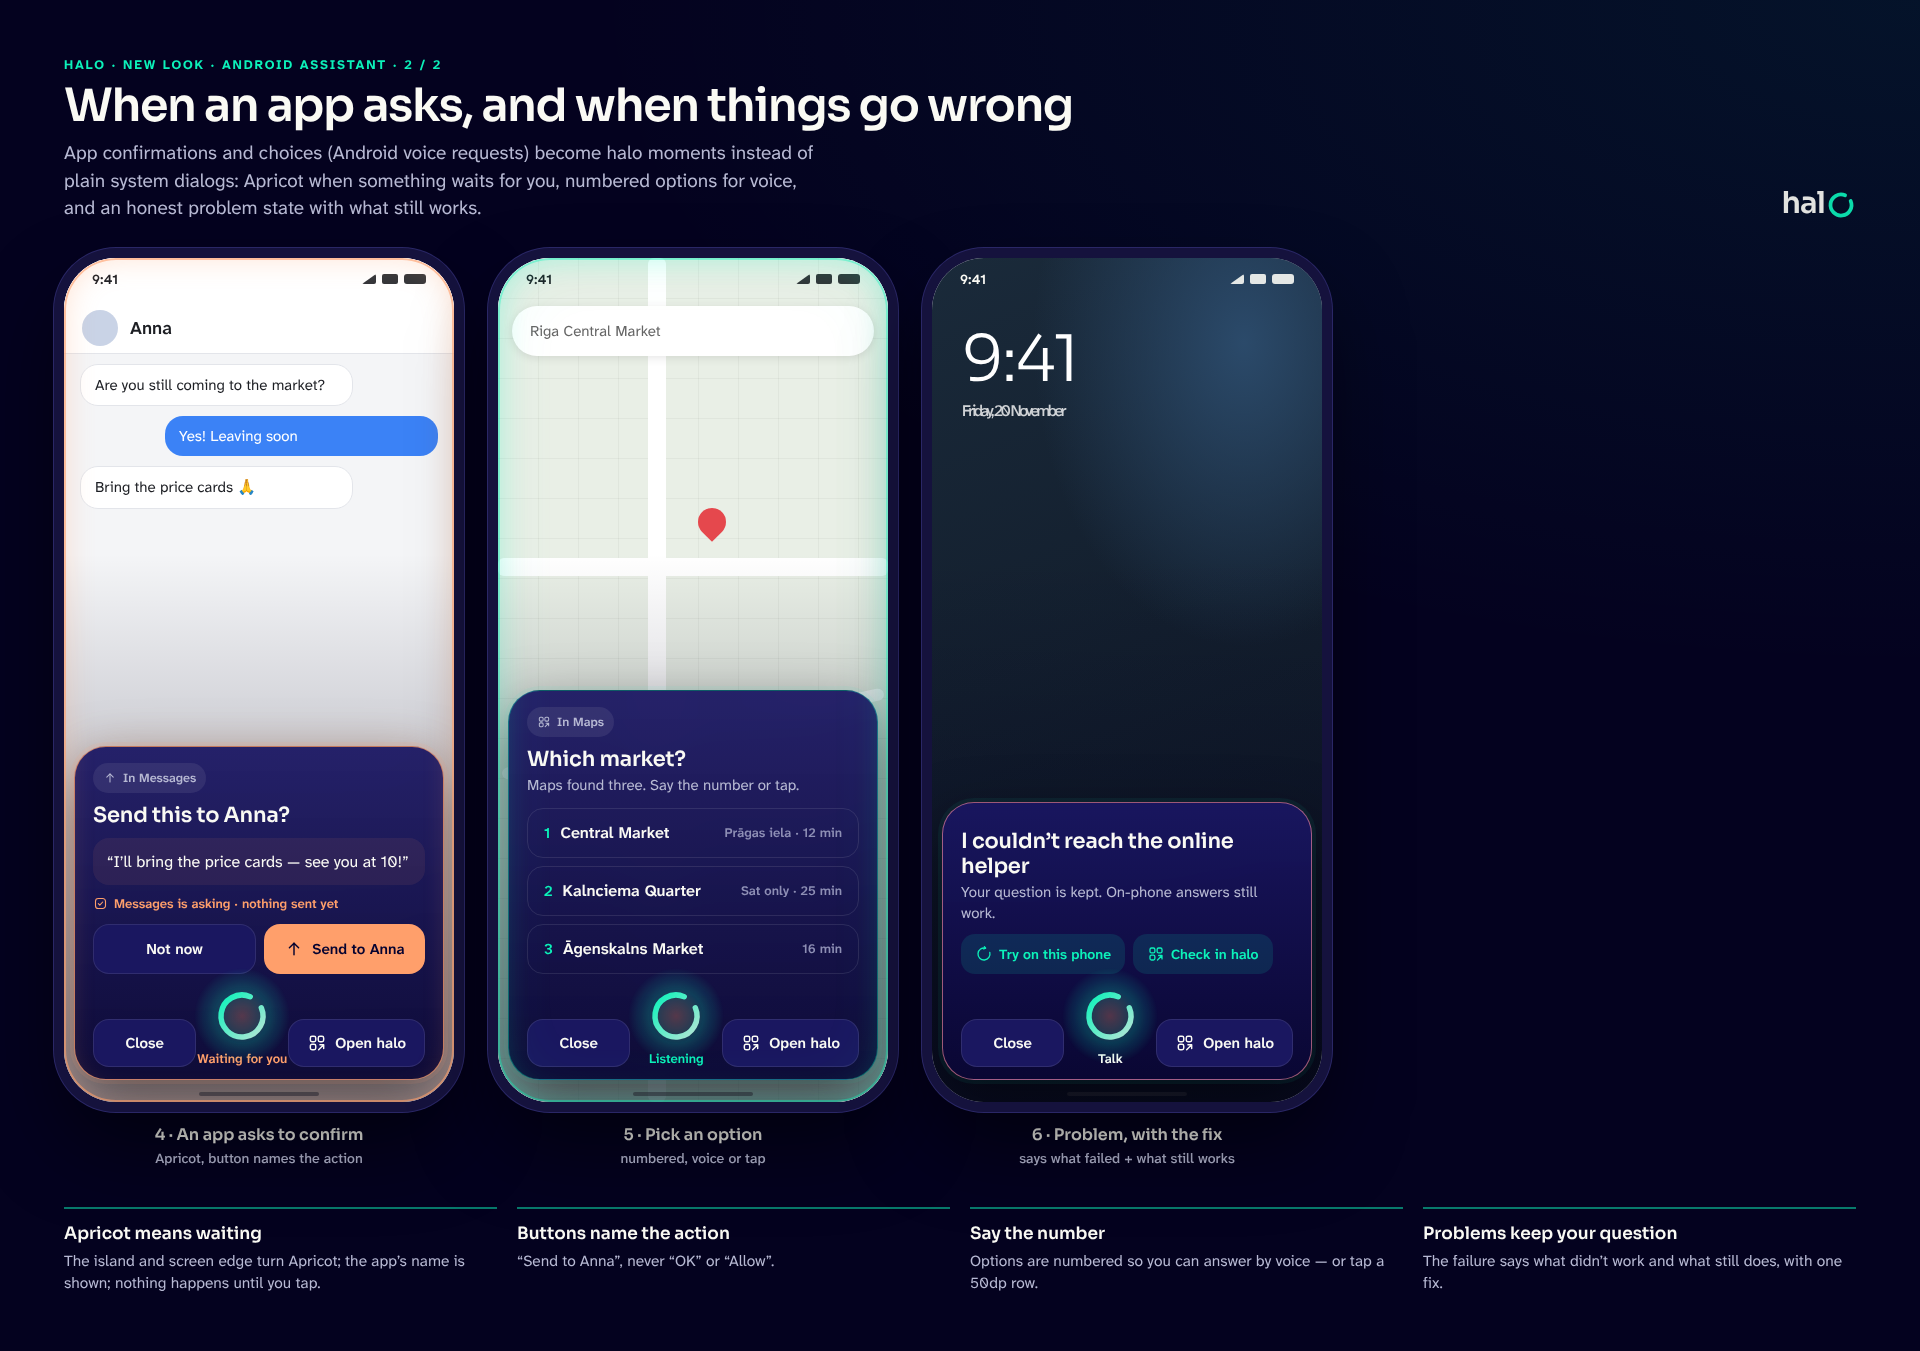 HALO · NEW LOOK · ANDROID ASSISTANT · 2 / 2
When an app asks, and when things go wrong
App confirmations and choices (Android voice requests) become halo moments instead of
plain system dialogs: Apricot when something waits for you, numbered options for voice,
and an honest problem state with what still works.
halo
9:41
Anna
Are you still coming to the market?
Yes! Leaving soon
Bring the price cards 🙏
In Messages
Send this to Anna?
“I’ll bring the price cards — see you at 10!”
Messages is asking · nothing sent yet
Not now
Send to Anna
Close
Waiting for you
Open halo
4 · An app asks to confirm
Apricot, button names the action
9:41
Riga Central Market
In Maps
Which market?
Maps found three. Say the number or tap.
1 Central Market Prāgas iela · 12 min
2 Kalnciema Quarter Sat only · 25 min
3 Āgenskalns Market 16 min
Close
Listening
Open halo
5 · Pick an option
numbered, voice or tap
9:41
9:41
Friday, 20 November
I couldn’t reach the online
helper
Your question is kept. On-phone answers still
work.
Try on this phone
Check in halo
Close
Talk
Open halo
6 · Problem, with the fix
says what failed + what still works
Apricot means waiting
The island and screen edge turn Apricot; the app’s name is
shown; nothing happens until you tap.
Buttons name the action
“Send to Anna”, never “OK” or “Allow”.
Say the number
Options are numbered so you can answer by voice — or tap a
50dp row.
Problems keep your question
The failure says what didn’t work and what still does, with one
fix.